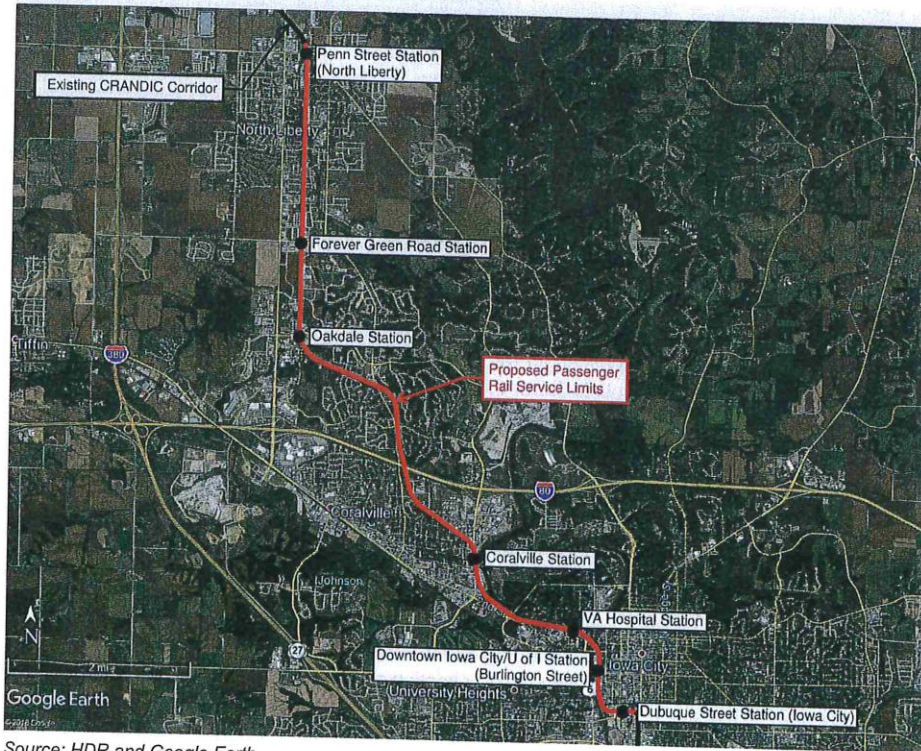 Penn Street Station
(North Liberty)
Existing CRANDIC Corridor
North Liberty
Forever Green Road Station
Oakdale Station
Tiffin
380
Proposed Passenger
Rail Service Limits
80
Coralville
Coralville Station
Johnson
VA Hospital Station
N
27
Downtown Iowa City/U of I Station
(Burlington Street)
Iowa City
2 mi
University Heights
Google Earth
Dubuque Street Station (Iowa City)
© 2018 Google
Source: HDR and Google Earth